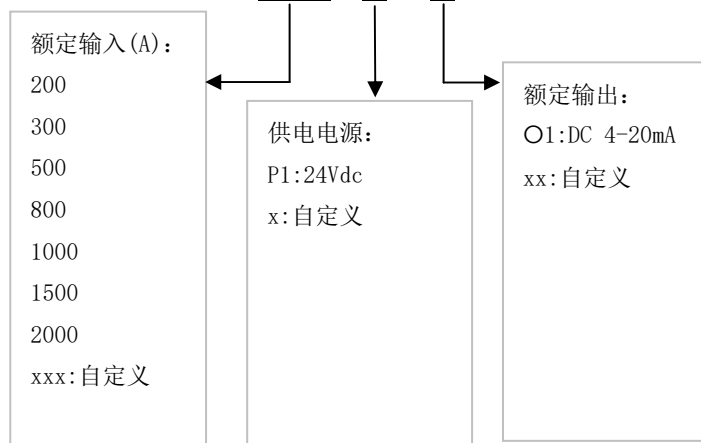 额定输入(A):
200
300
500
800
1000
1500
2000
xxx:自定义
供电电源:
P1:24Vdc
x:自定义
额定输出:
O1:DC 4-20mA
xx:自定义